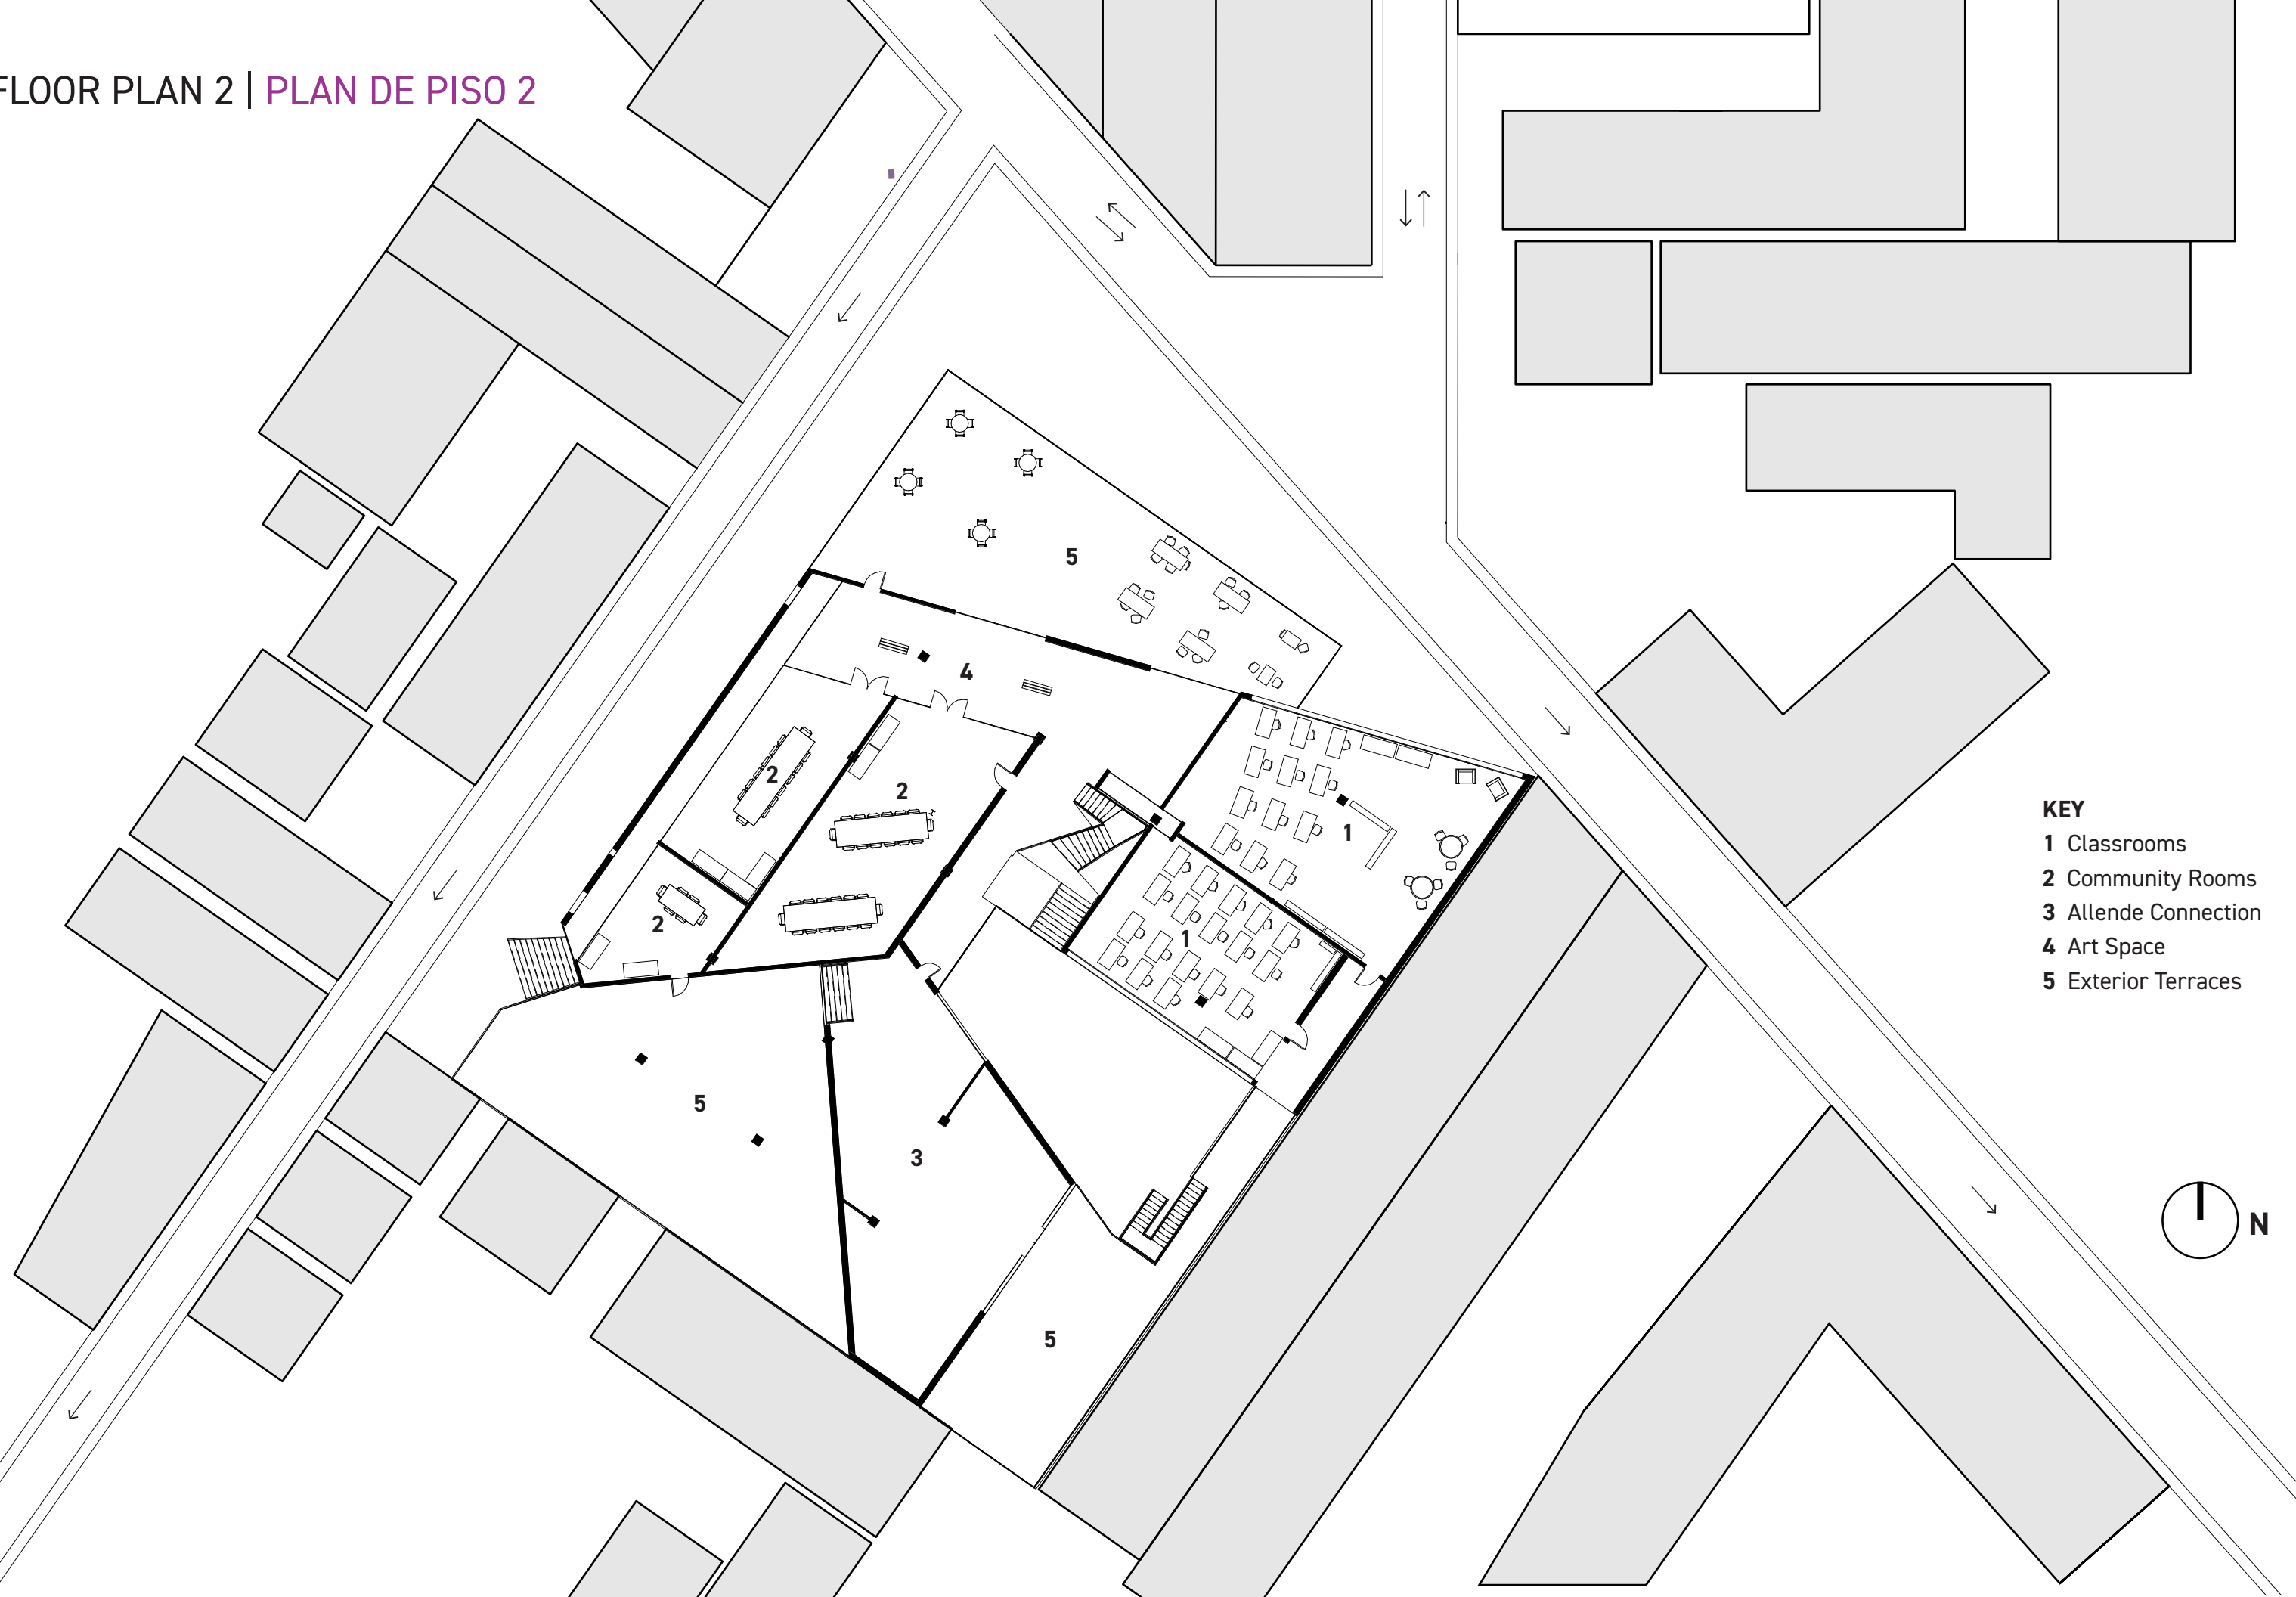 FLOOR PLAN 2 | PLAN DE PISO 2
5
4
2
2
1
2
1
5
3
5
KEY
1 Classrooms
2 Community Rooms
3 Allende Connection
4 Art Space
5 Exterior Terraces
N